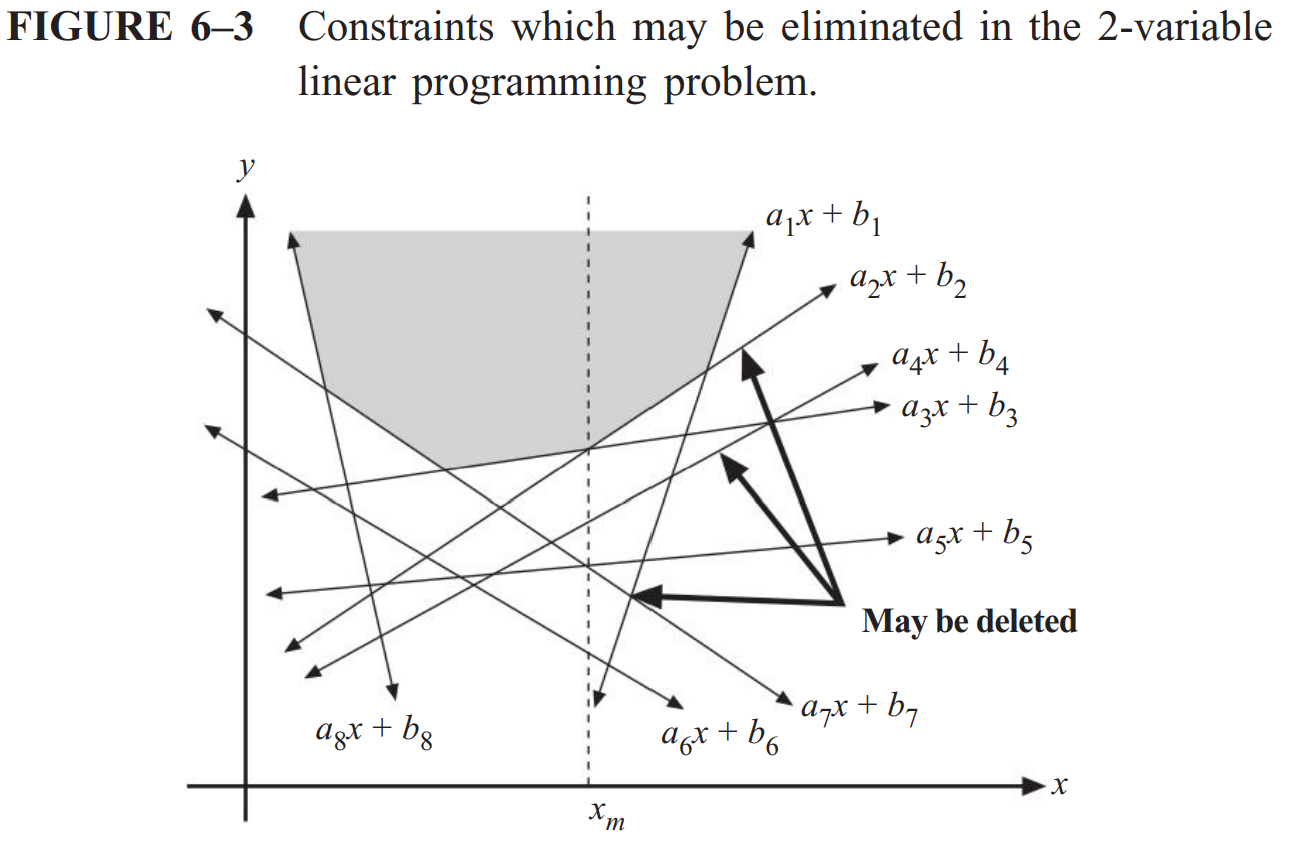 FIGURE 6–3 Constraints which may be eliminated in the 2-variable
linear programming problem.
y
a₁x + b₁
a₂x + b₂
a₄x + b₄
a₃x + b₃
a₅x + b₅
May be deleted
a₇x + b₇
a₈x + b₈
a₆x + b₆
x
xₘ